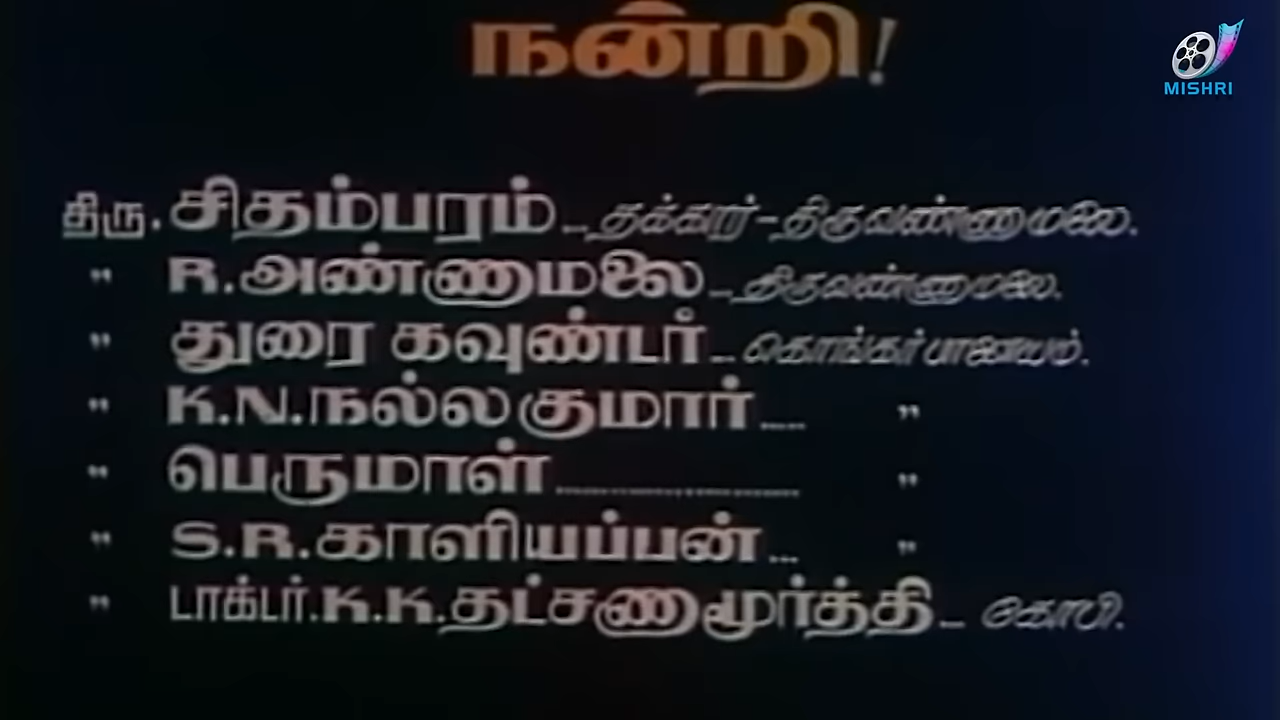 நன்றி!
MISHRI
திரு. சிதம்பரம்... தக்கார்-திருவண்ணாமலை.
" R.அண்ணாமலை... திருவண்ணாமலை.
" துரை கவுண்டர்... கொங்கர்பாளையம்.
" K.N.நல்லகுமார்.... "
" பெருமாள்................... "
" S.R.காளியப்பன்... "
" டாக்டர்.K.K.தட்சணாமூர்த்தி... கோபி.